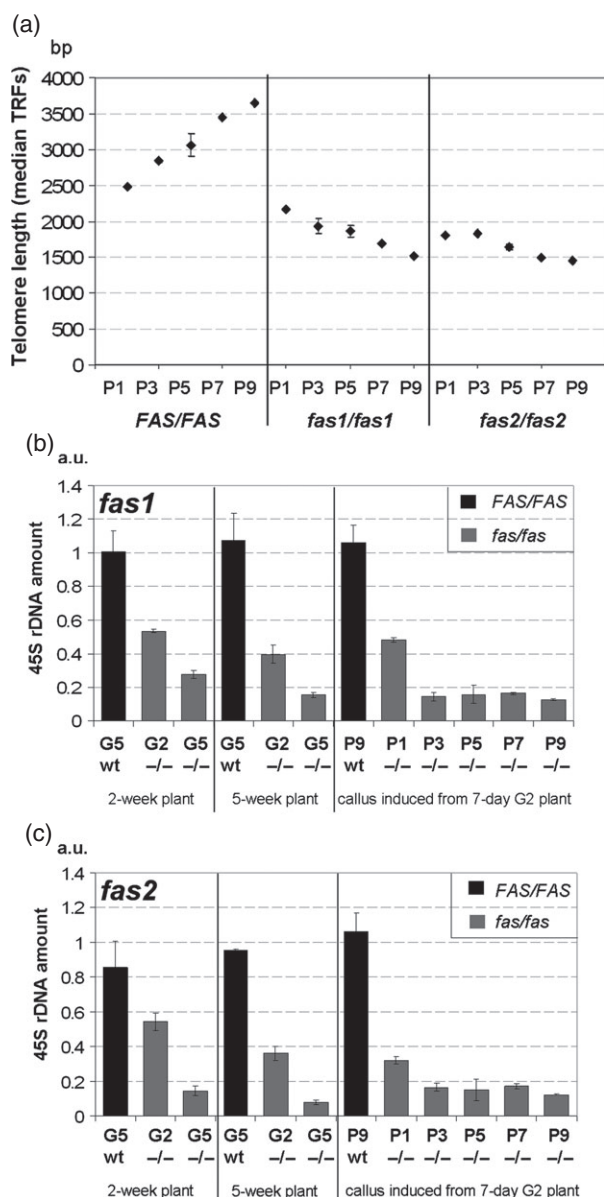 (a)
bp
Telomere length (median TRFs)
4000
3500
3000
2500
2000
1500
1000
500
0
P1 P3 P5 P7 P9 P1 P3 P5 P7 P9 P1 P3 P5 P7 P9
FAS/FAS fas1/fas1 fas2/fas2
(b)
a.u.
fas1
FAS/FAS
fas/fas
45S rDNA amount
1.4
1.2
1
0.8
0.6
0.4
0.2
0
G5 G2 G5 G5 G2 G5 P9 P1 P3 P5 P7 P9
wt –/– –/– wt –/– –/– wt –/– –/– –/– –/– –/–
2-week plant 5-week plant callus induced from 7-day G2 plant
(c)
a.u.
fas2
FAS/FAS
fas/fas
45S rDNA amount
1.4
1.2
1
0.8
0.6
0.4
0.2
0
G5 G2 G5 G5 G2 G5 P9 P1 P3 P5 P7 P9
wt –/– –/– wt –/– –/– wt –/– –/– –/– –/– –/–
2-week plant 5-week plant callus induced from 7-day G2 plant